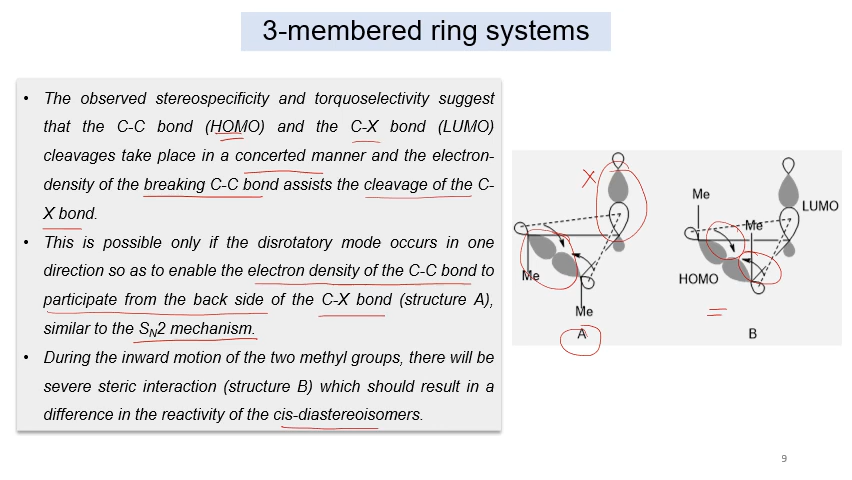 3-membered ring systems
• The observed stereospecificity and torquoselectivity suggest
that the C-C bond (HOMO) and the C-X bond (LUMO)
cleavages take place in a concerted manner and the electron-
density of the breaking C-C bond assists the cleavage of the C-
X bond.
• This is possible only if the disrotatory mode occurs in one
direction so as to enable the electron density of the C-C bond to
participate from the back side of the C-X bond (structure A),
similar to the SN2 mechanism.
• During the inward motion of the two methyl groups, there will be
severe steric interaction (structure B) which should result in a
difference in the reactivity of the cis-diastereoisomers.
X
Me
Me
A
Me
Me
LUMO
HOMO
=
B
9